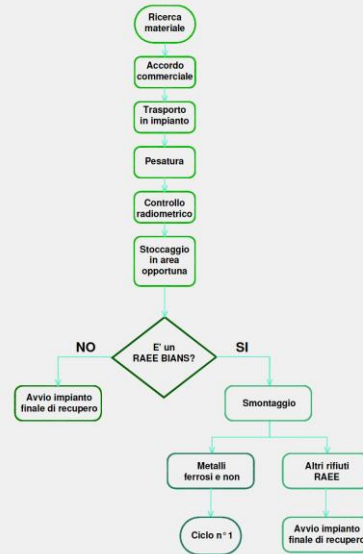 Ricerca
materiale
Accordo
commerciale
Trasporto
in impianto
Pesatura
Controllo
radiometrico
Stoccaggio
in area
opportuna
NO
E' un
RAEE BIANS?
SI
Avvio impianto
finale di recupero
Smontaggio
Metalli
ferrosi e non
Altri rifiuti
RAEE
Ciclo n° 1
Avvio impianto
finale di recupero